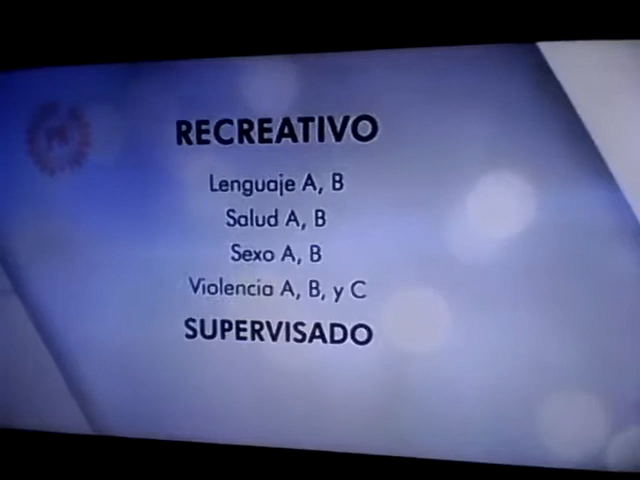 RECREATIVO
Lenguaje A, B
Salud A, B
Sexo A, B
Violencia A, B, y C
SUPERVISADO